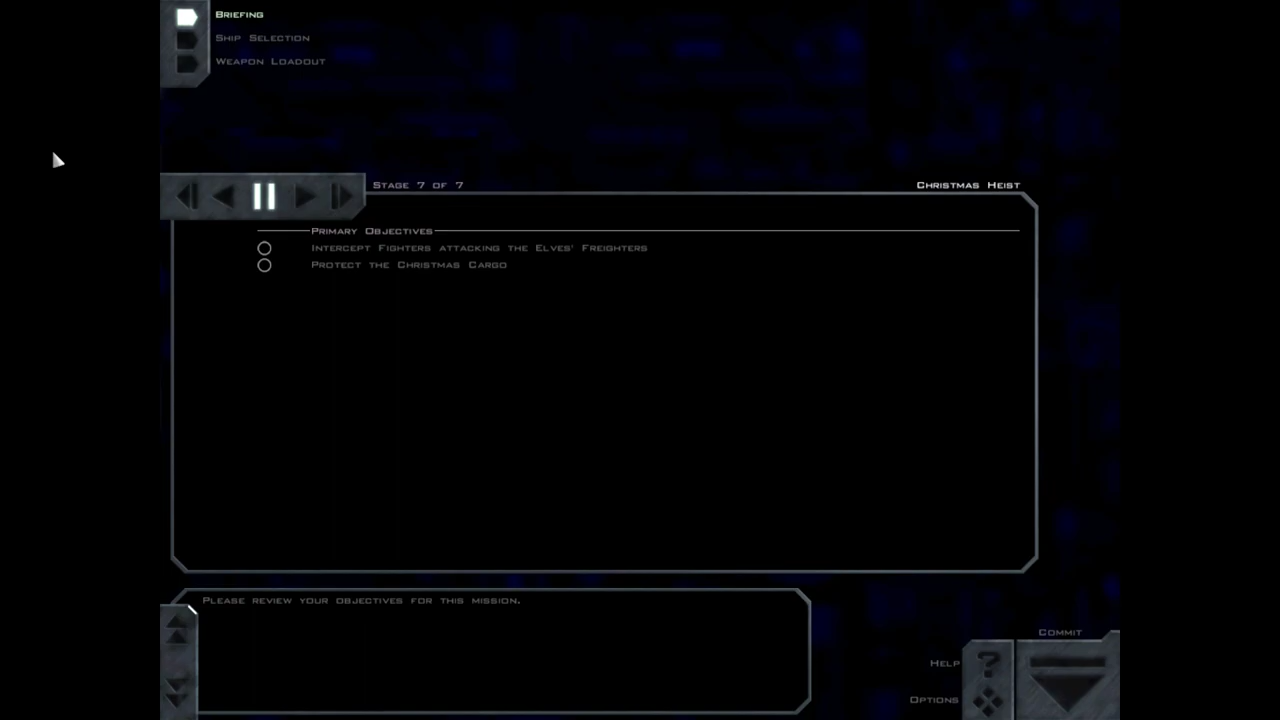 Briefing
Ship Selection
Weapon Loadout
Stage 7 of 7
Christmas Heist
Primary Objectives
Intercept Fighters attacking the Elves' Freighters
Protect the Christmas Cargo
Please review your objectives for this mission.
Commit
Help
?
Options